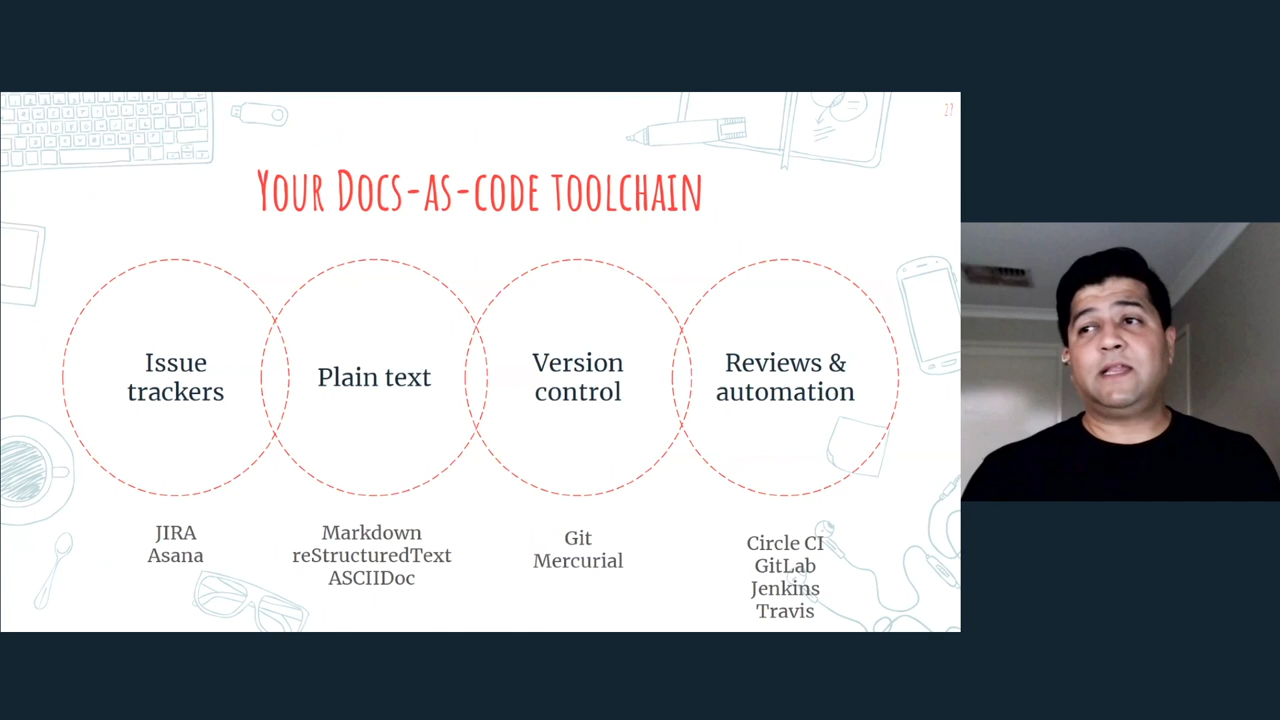 27
Your Docs-as-code toolchain
Issue
trackers
Plain text
Version
control
Reviews &
automation
JIRA
Asana
Markdown
reStructuredText
ASCIIDoc
Git
Mercurial
Circle CI
GitLab
Jenkins
Travis